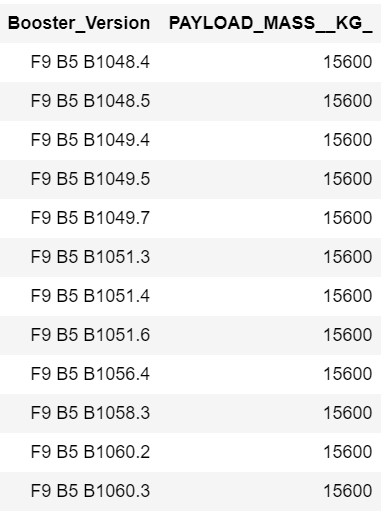 Booster_Version PAYLOAD_MASS__KG_
F9 B5 B1048.4 15600
F9 B5 B1048.5 15600
F9 B5 B1049.4 15600
F9 B5 B1049.5 15600
F9 B5 B1049.7 15600
F9 B5 B1051.3 15600
F9 B5 B1051.4 15600
F9 B5 B1051.6 15600
F9 B5 B1056.4 15600
F9 B5 B1058.3 15600
F9 B5 B1060.2 15600
F9 B5 B1060.3 15600